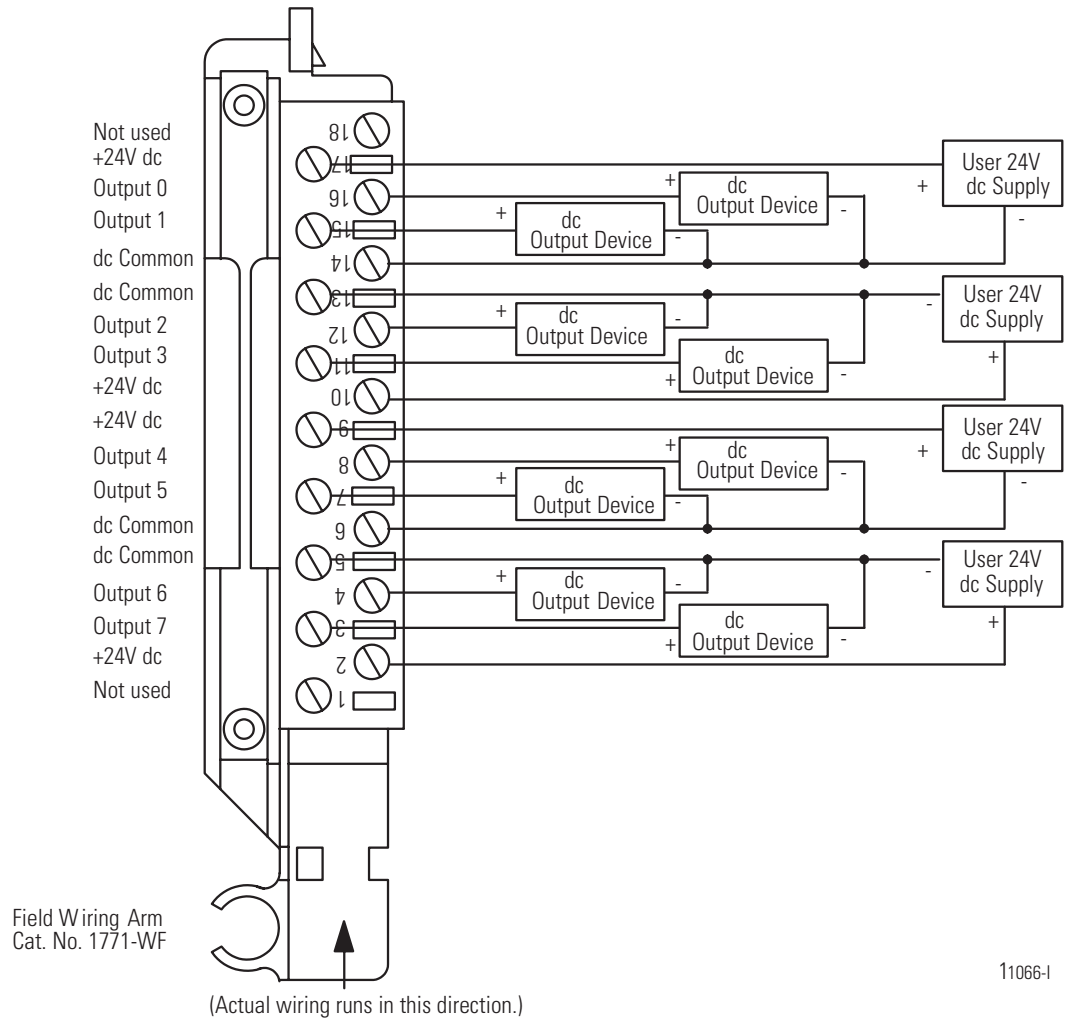 Not used
+24V dc
Output 0
Output 1
dc Common
dc Common
Output 2
Output 3
+24V dc
+24V dc
Output 4
Output 5
dc Common
dc Common
Output 6
Output 7
+24V dc
Not used
18
17
16
15
14
13
12
11
10
9
8
7
6
5
4
3
2
1
+
dc
Output Device
-
+
dc
Output Device
-
User 24V
dc Supply
+
-
+
dc
Output Device
-
+
dc
Output Device
-
User 24V
dc Supply
-
+
+
dc
Output Device
-
+
dc
Output Device
-
User 24V
dc Supply
+
-
+
dc
Output Device
-
+
dc
Output Device
-
User 24V
dc Supply
-
+
Field Wiring Arm
Cat. No. 1771-WF
(Actual wiring runs in this direction.)
11066-I